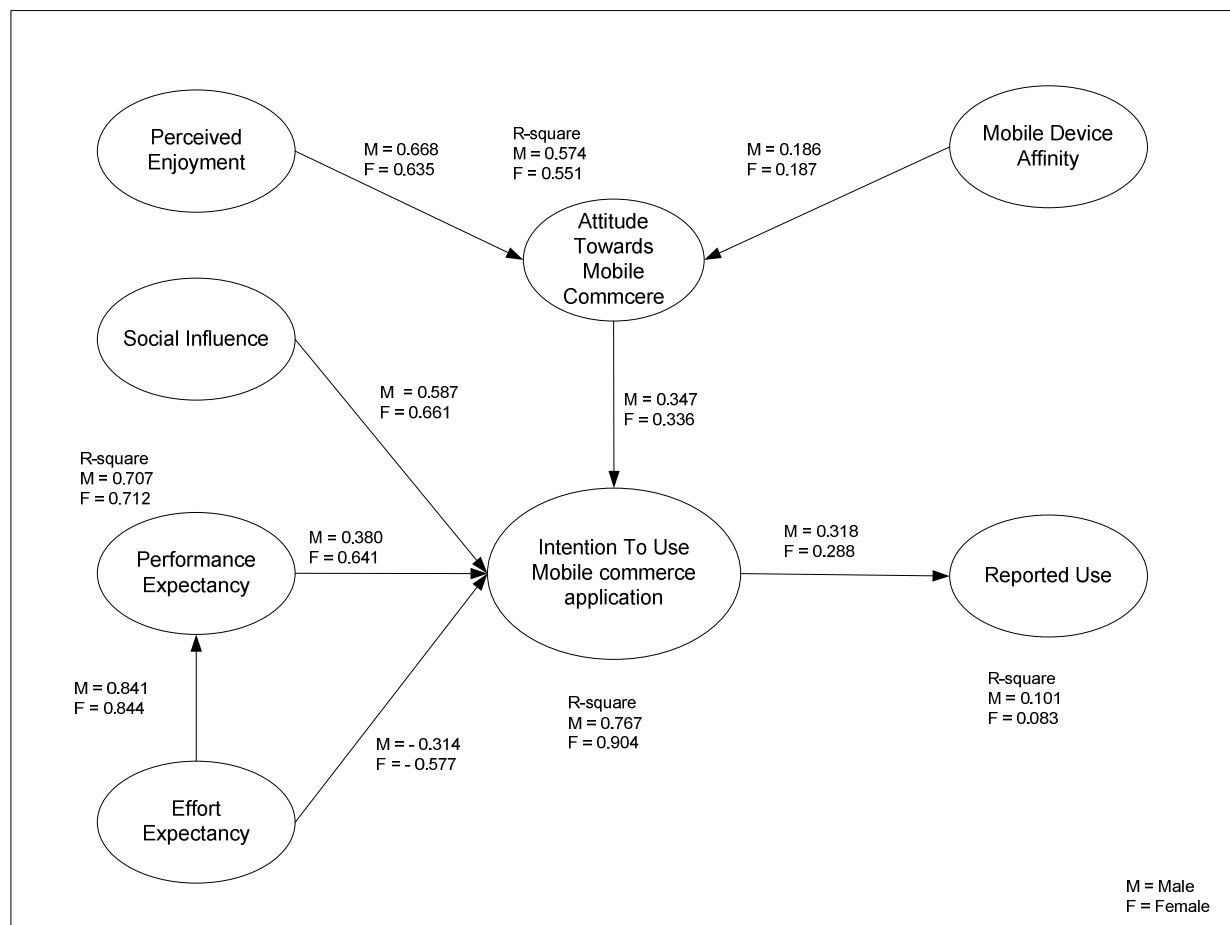 Perceived
Enjoyment
M = 0.668
F = 0.635
R-square
M = 0.574
F = 0.551
M = 0.186
F = 0.187
Mobile Device
Affinity
Attitude
Towards
Mobile
Commcere
Social Influence
M  = 0.587
F = 0.661
M = 0.347
F = 0.336
R-square
M = 0.707
F = 0.712
Performance
Expectancy
M = 0.380
F = 0.641
Intention To Use
Mobile commerce
application
M = 0.318
F = 0.288
Reported Use
M = 0.841
F = 0.844
R-square
M = 0.767
F = 0.904
R-square
M = 0.101
F = 0.083
M = - 0.314
F = - 0.577
Effort
Expectancy
M = Male
F = Female